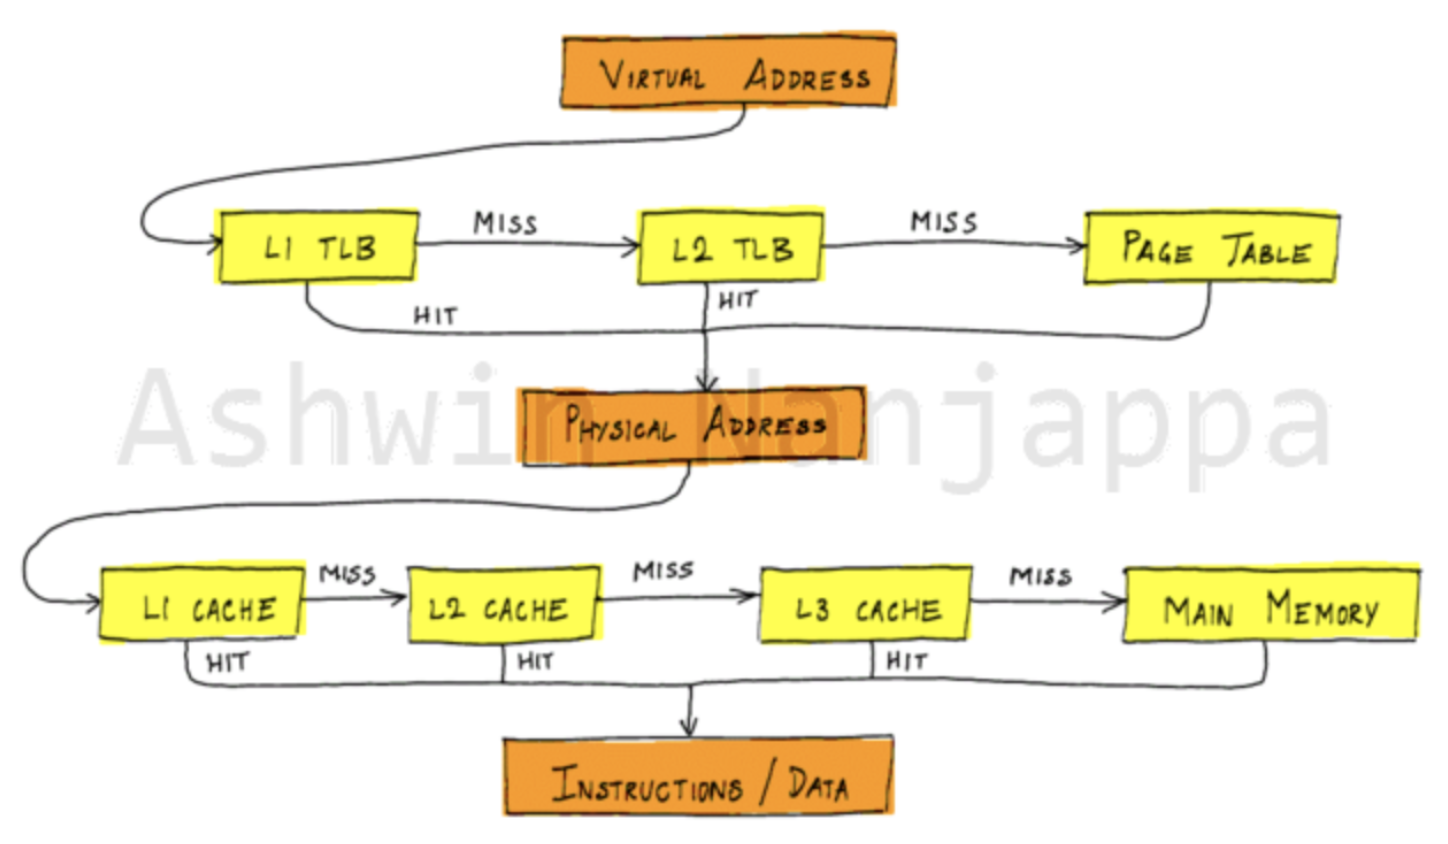 VIRTUAL ADDRESS
L1 TLB
MISS
L2 TLB
MISS
PAGE TABLE
HIT
HIT
Ashwin Nanjappa
PHYSICAL ADDRESS
L1 CACHE
MISS
L2 CACHE
MISS
L3 CACHE
MISS
MAIN MEMORY
HIT
HIT
HIT
INSTRUCTIONS / DATA